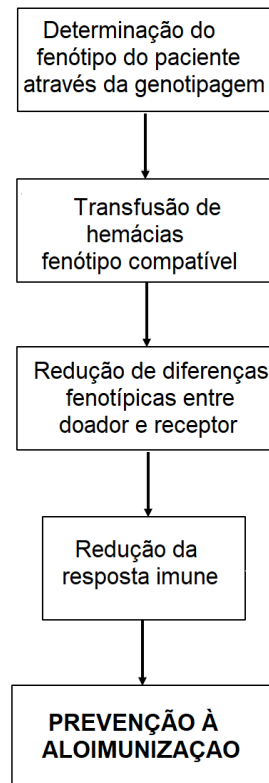 Determinação do
fenótipo do paciente
através da genotipagem
Transfusão de
hemácias
fenótipo compatível
Redução de diferenças
fenotípicas entre
doador e receptor
Redução da
resposta imune
PREVENÇÃO À
ALOIMUNIZAÇAO